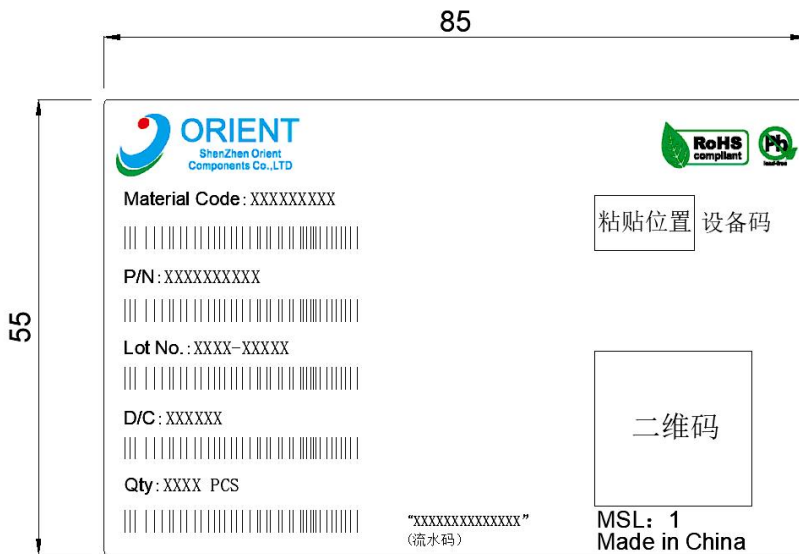 85
55
ORIENT
ShenZhen Orient
Components Co.,LTD
RoHS
compliant
Pb
lead-free
Material Code: XXXXXXXXX
粘贴位置 设备码
P/N: XXXXXXXXXX
Lot No.: XXXX-XXXXX
D/C: XXXXXX
二维码
Qty: XXXX PCS
“XXXXXXXXXXXXXX”
(流水码)
MSL：1
Made in China